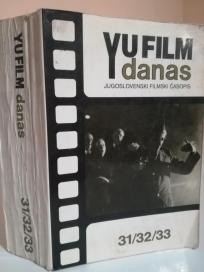 YU FILM
danas
JUGOSLOVENSKI FILMSKI ČASOPIS
31/32/33
YU FILM
danas
31/32/33